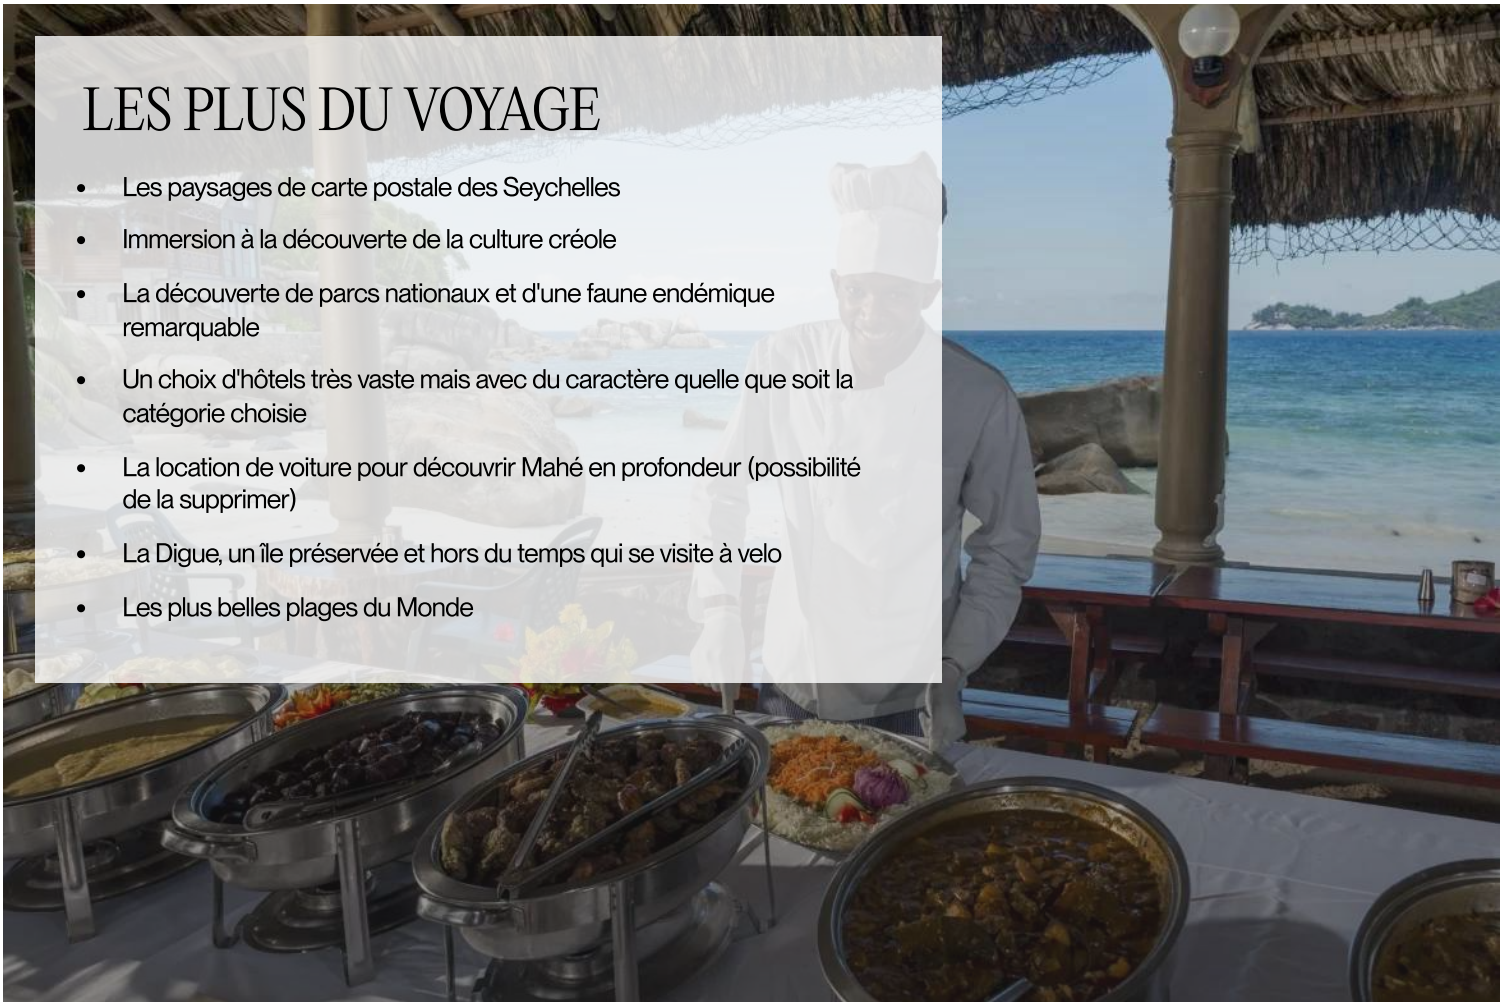 LES PLUS DU VOYAGE
• Les paysages de carte postale des Seychelles
• Immersion à la découverte de la culture créole
• La découverte de parcs nationaux et d'une faune endémique
remarquable
• Un choix d'hôtels très vaste mais avec du caractère quelle que soit la
catégorie choisie
• La location de voiture pour découvrir Mahé en profondeur (possibilité
de la supprimer)
• La Digue, un île préservée et hors du temps qui se visite à velo
• Les plus belles plages du Monde